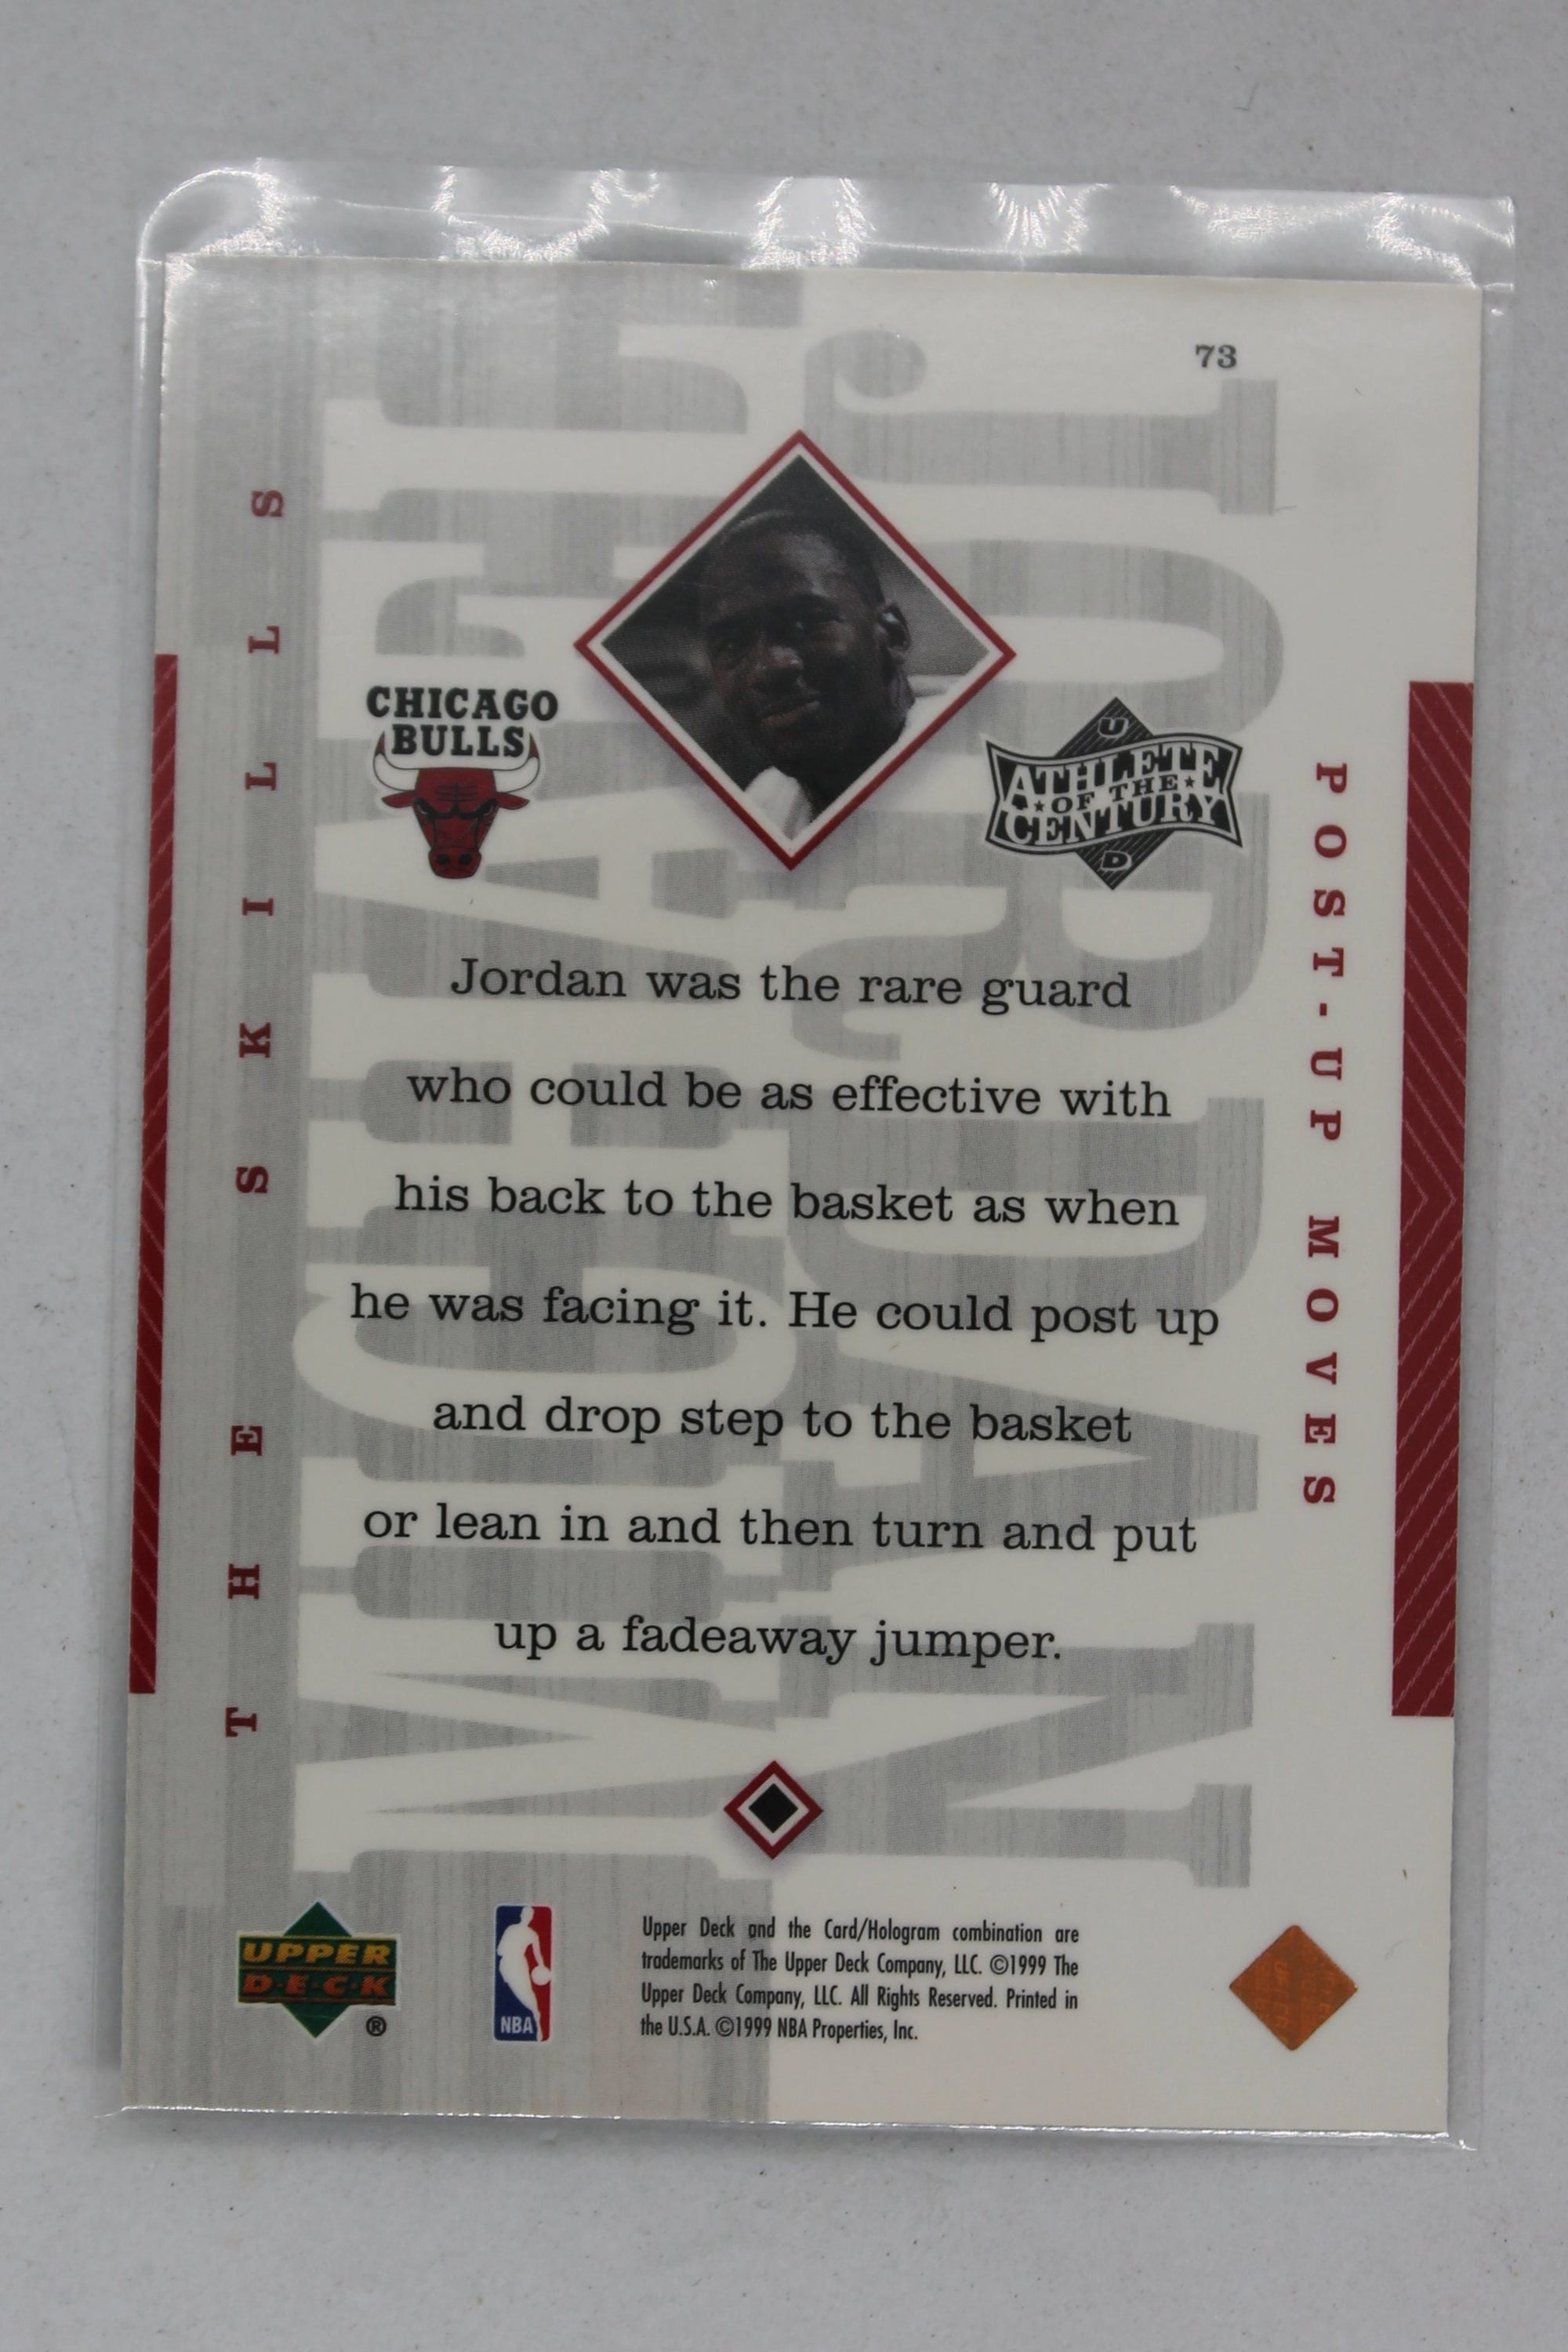 73
THE SKILLS
CHICAGO
BULLS
U
ATHLETE
OF THE
CENTURY
D
POST-UP MOVES
MICHAEL
JORDAN
Jordan was the rare guard
who could be as effective with
his back to the basket as when
he was facing it. He could post up
and drop step to the basket
or lean in and then turn and put
up a fadeaway jumper.
UPPER
DECK
®
NBA
Upper Deck and the Card/Hologram combination are
trademarks of The Upper Deck Company, LLC. ©1999 The
Upper Deck Company, LLC. All Rights Reserved. Printed in
the U.S.A. ©1999 NBA Properties, Inc.